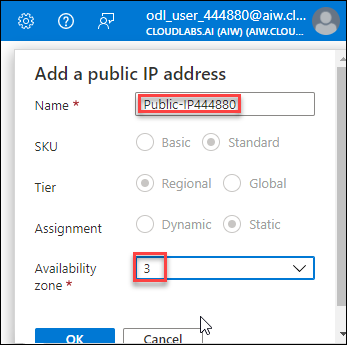 odl_user_444880@aiw.cl...
CLOUDLABS.AI (AIW) (AIW.CLOU...
Add a public IP address
Name *
Public-IP444880
SKU
Basic
Standard
Tier
Regional
Global
Assignment
Dynamic
Static
Availability
zone *
3
OK
Cancel